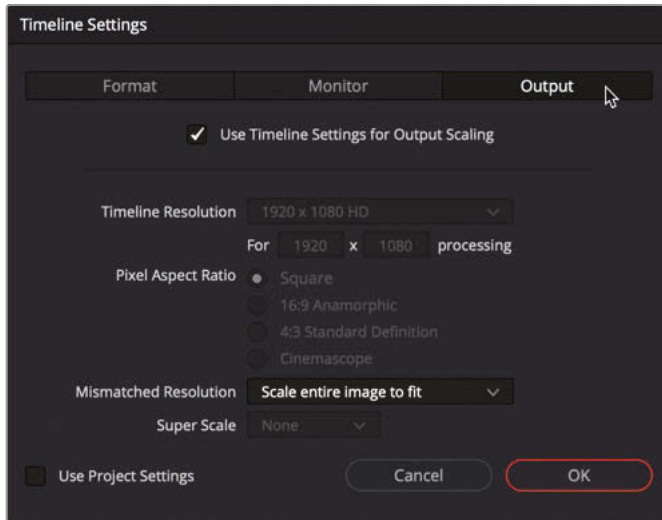 Timeline Settings
Format Monitor Output
Use Timeline Settings for Output Scaling
Timeline Resolution 1920 x 1080 HD
For 1920 x 1080 processing
Pixel Aspect Ratio Square
16:9 Anamorphic
4:3 Standard Definition
Cinemascope
Mismatched Resolution Scale entire image to fit
Super Scale None
Use Project Settings Cancel OK